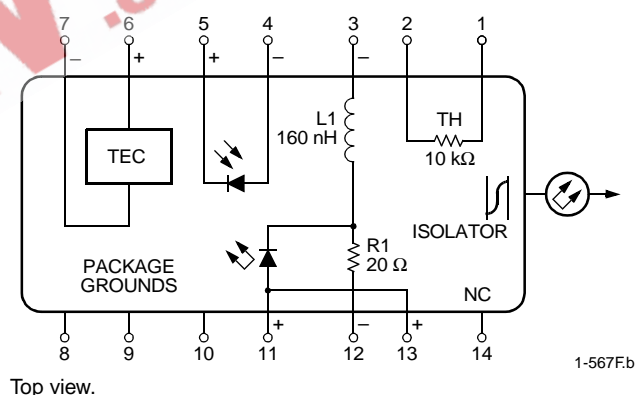 7 6 5 4 3 2 1
– + + – –
L1
160 nH
TH
10 kΩ
TEC
ISOLATOR
R1
20 Ω
PACKAGE
GROUNDS
NC
+ – +
8 9 10 11 12 13 14
1-567F.b
Top view.